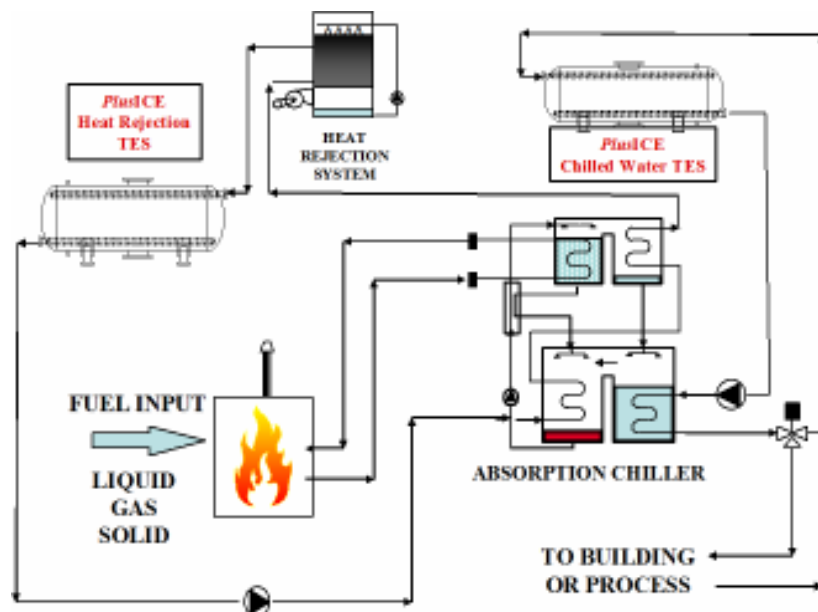 PlusICE
Heat Rejection
TES
HEAT
REJECTION
SYSTEM
PlusICE
Chilled Water TES
FUEL INPUT
LIQUID
GAS
SOLID
ABSORPTION CHILLER
TO BUILDING
OR PROCESS